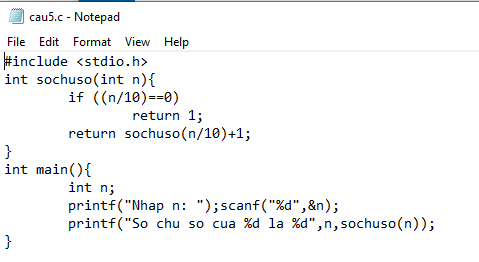 cau5.c - Notepad
File Edit Format View Help
#include <stdio.h>
int sochuso(int n){
        if ((n/10)==0)
                return 1;
        return sochuso(n/10)+1;
}
int main(){
        int n;
        printf("Nhap n: ");scanf("%d",&n);
        printf("So chu so cua %d la %d",n,sochuso(n));
}